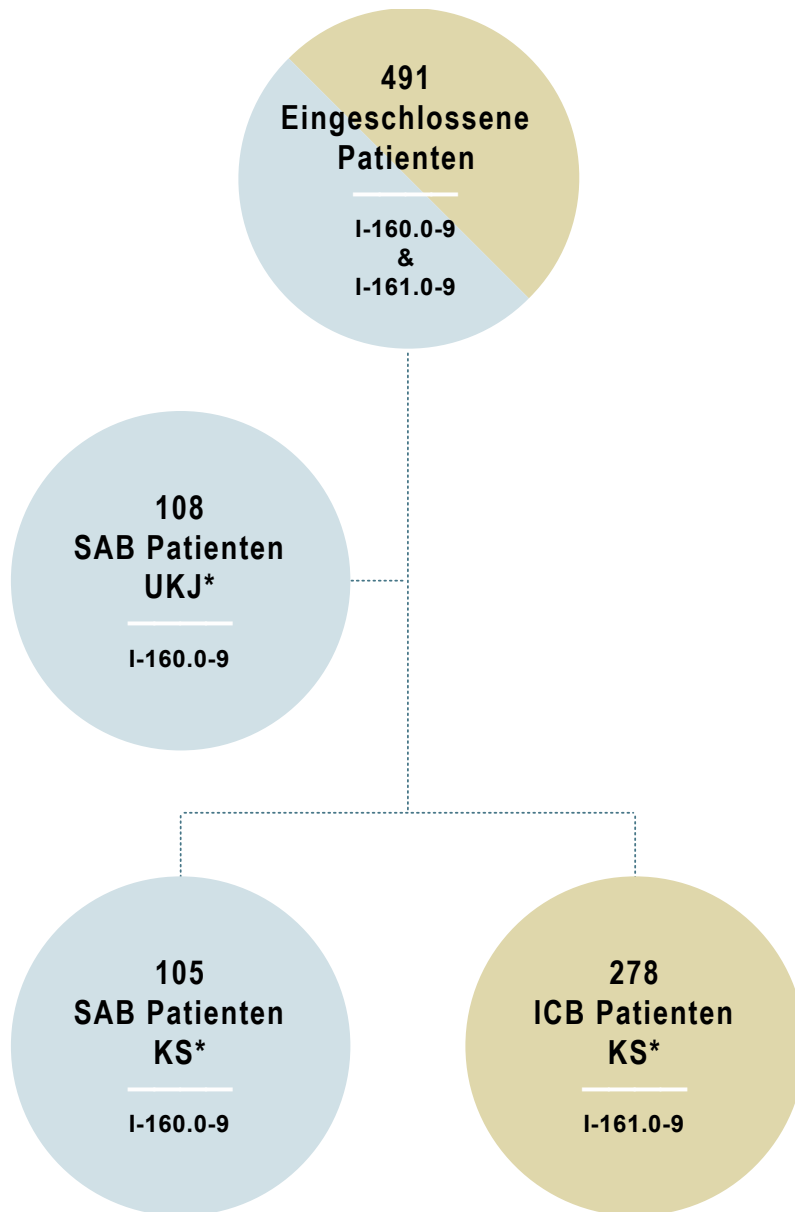 491
Eingeschlossene
Patienten
I-160.0-9
&
I-161.0-9
108
SAB Patienten
UKJ*
I-160.0-9
105
SAB Patienten
KS*
I-160.0-9
278
ICB Patienten
KS*
I-161.0-9